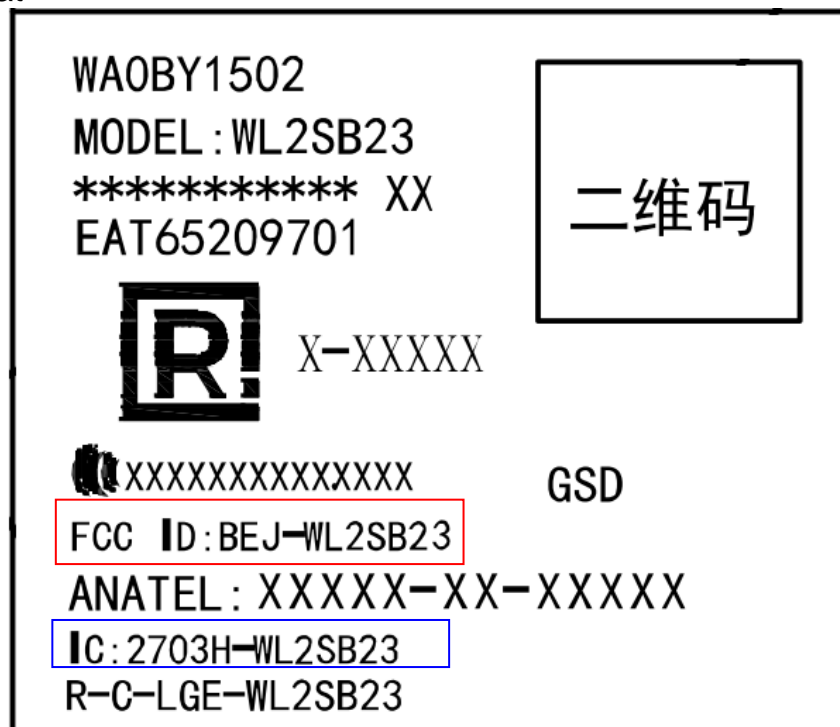 WAOBY1502
MODEL:WL2SB23
*********** XX
EAT65209701
二维码
R
X-XXXXX
XXXXXXXXXXXXXX
GSD
FCC ID:BEJ-WL2SB23
ANATEL: XXXXX-XX-XXXXX
IC:2703H-WL2SB23
R-C-LGE-WL2SB23